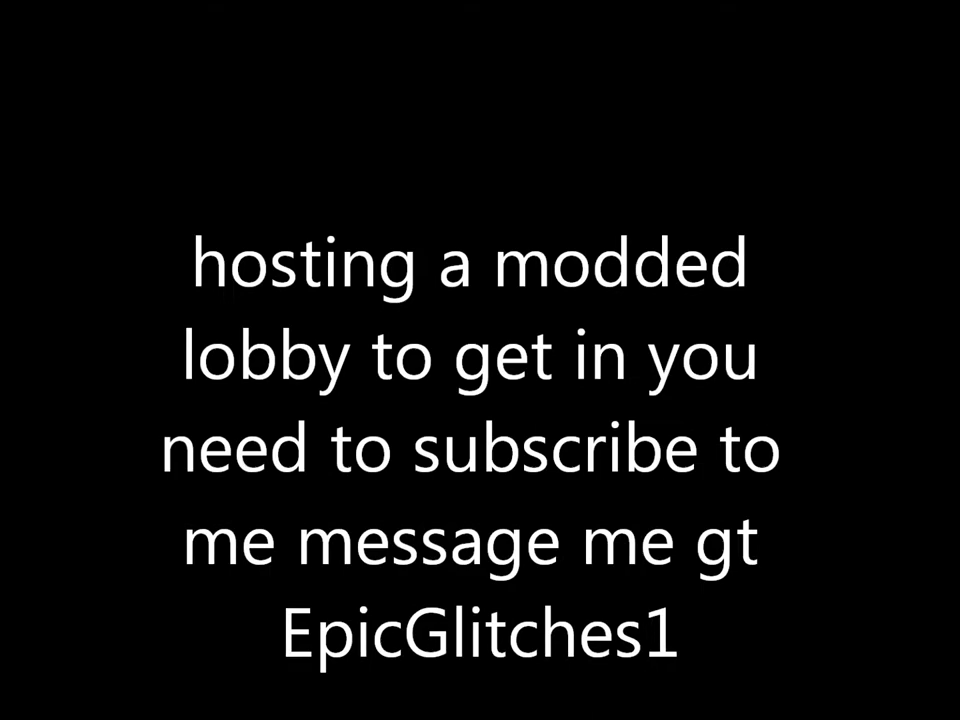 hosting a modded
lobby to get in you
need to subscribe to
me message me gt
EpicGlitches1